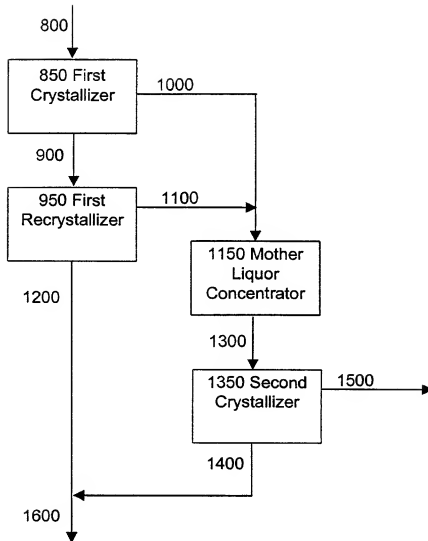 800
850 First
Crystallizer
1000
900
950 First
Recrystallizer
1100
1150 Mother
Liquor
Concentrator
1200
1300
1350 Second
Crystallizer
1500
1400
1600